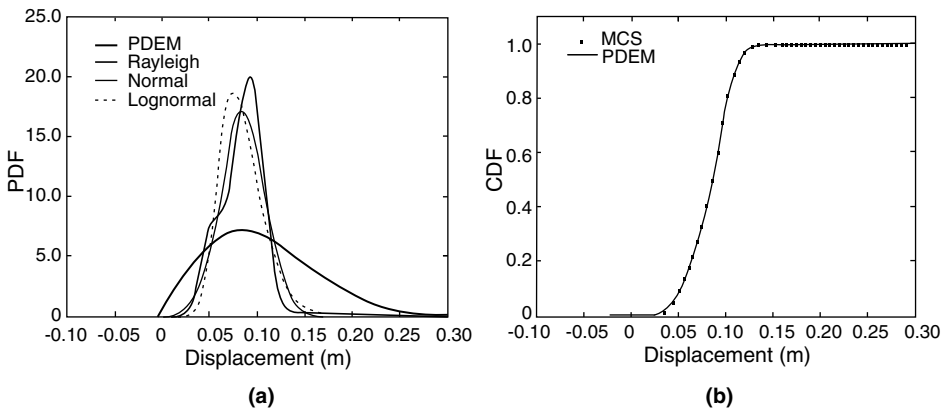 25.0
20.0
15.0
10.0
5.0
0
PDF
PDEM
Rayleigh
Normal
Lognormal
-0.10 0 0.05 0.10 0.15 0.20 0.25 0.30
Displacement (m)
(a)
1.0
0.8
0.6
0.4
0.2
0
CDF
MCS
PDEM
-0.10 -0.05 0 0.05 0.10 0.15 0.20 0.25 0.30
Displacement (m)
(b)